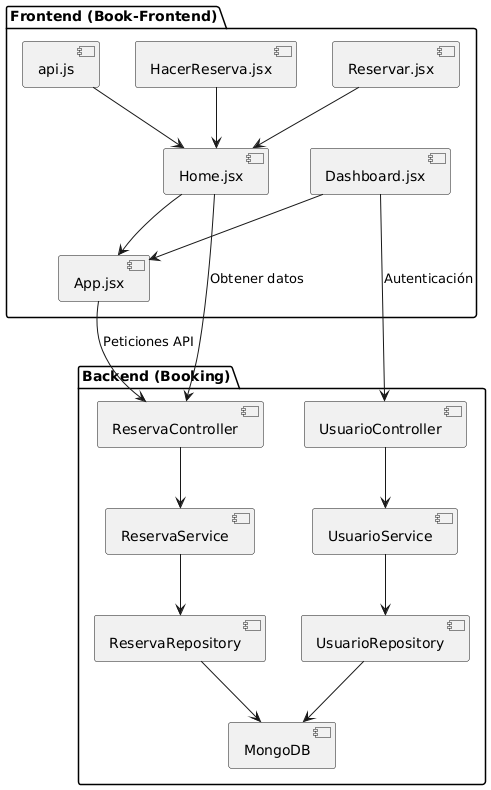 Frontend (Book-Frontend)
api.js
HacerReserva.jsx
Reservar.jsx
Home.jsx
Dashboard.jsx
App.jsx
Obtener datos
Autenticación
Peticiones API
Backend (Booking)
ReservaController
UsuarioController
ReservaService
UsuarioService
ReservaRepository
UsuarioRepository
MongoDB